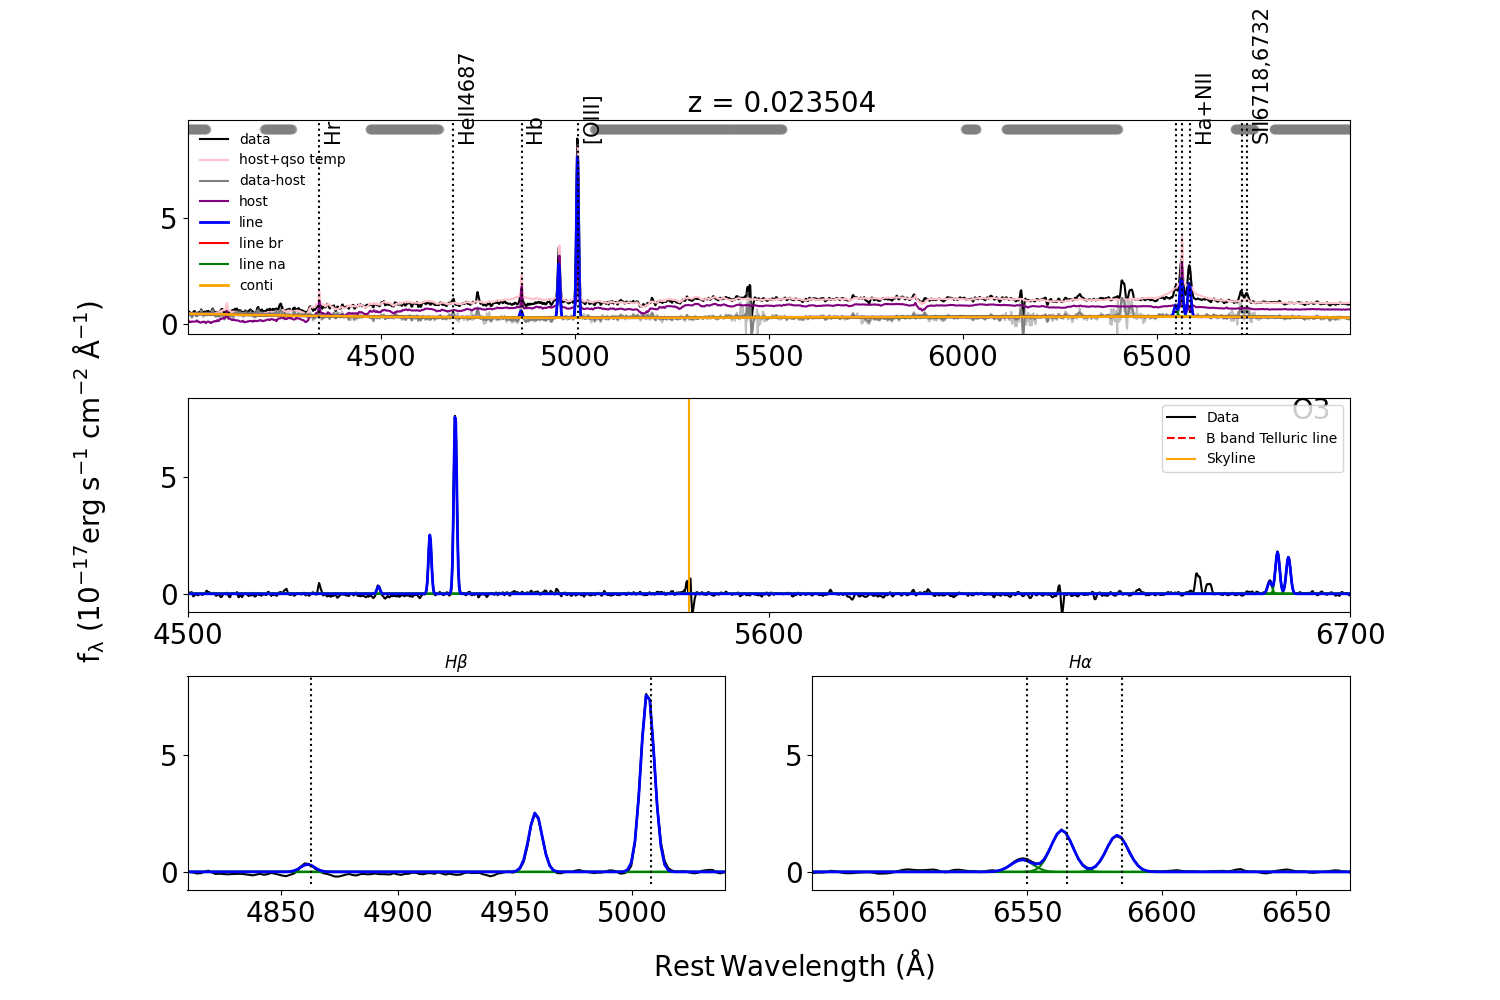 z = 0.023504
Hr
HeII4687
Hb
[OIII]
Ha+NII
SII6718,6732
data
host+qso temp
data-host
host
line
line br
line na
conti
5
0
4500 5000 5500 6000 6500
O3
Data
B band Telluric line
Skyline
5
0
4500 5600 6700
Hβ
5
0
4850 4900 4950 5000
Hα
5
0
6500 6550 6600 6650
f_λ (10⁻¹⁷erg s⁻¹ cm⁻² Å⁻¹)
Rest Wavelength (Å)